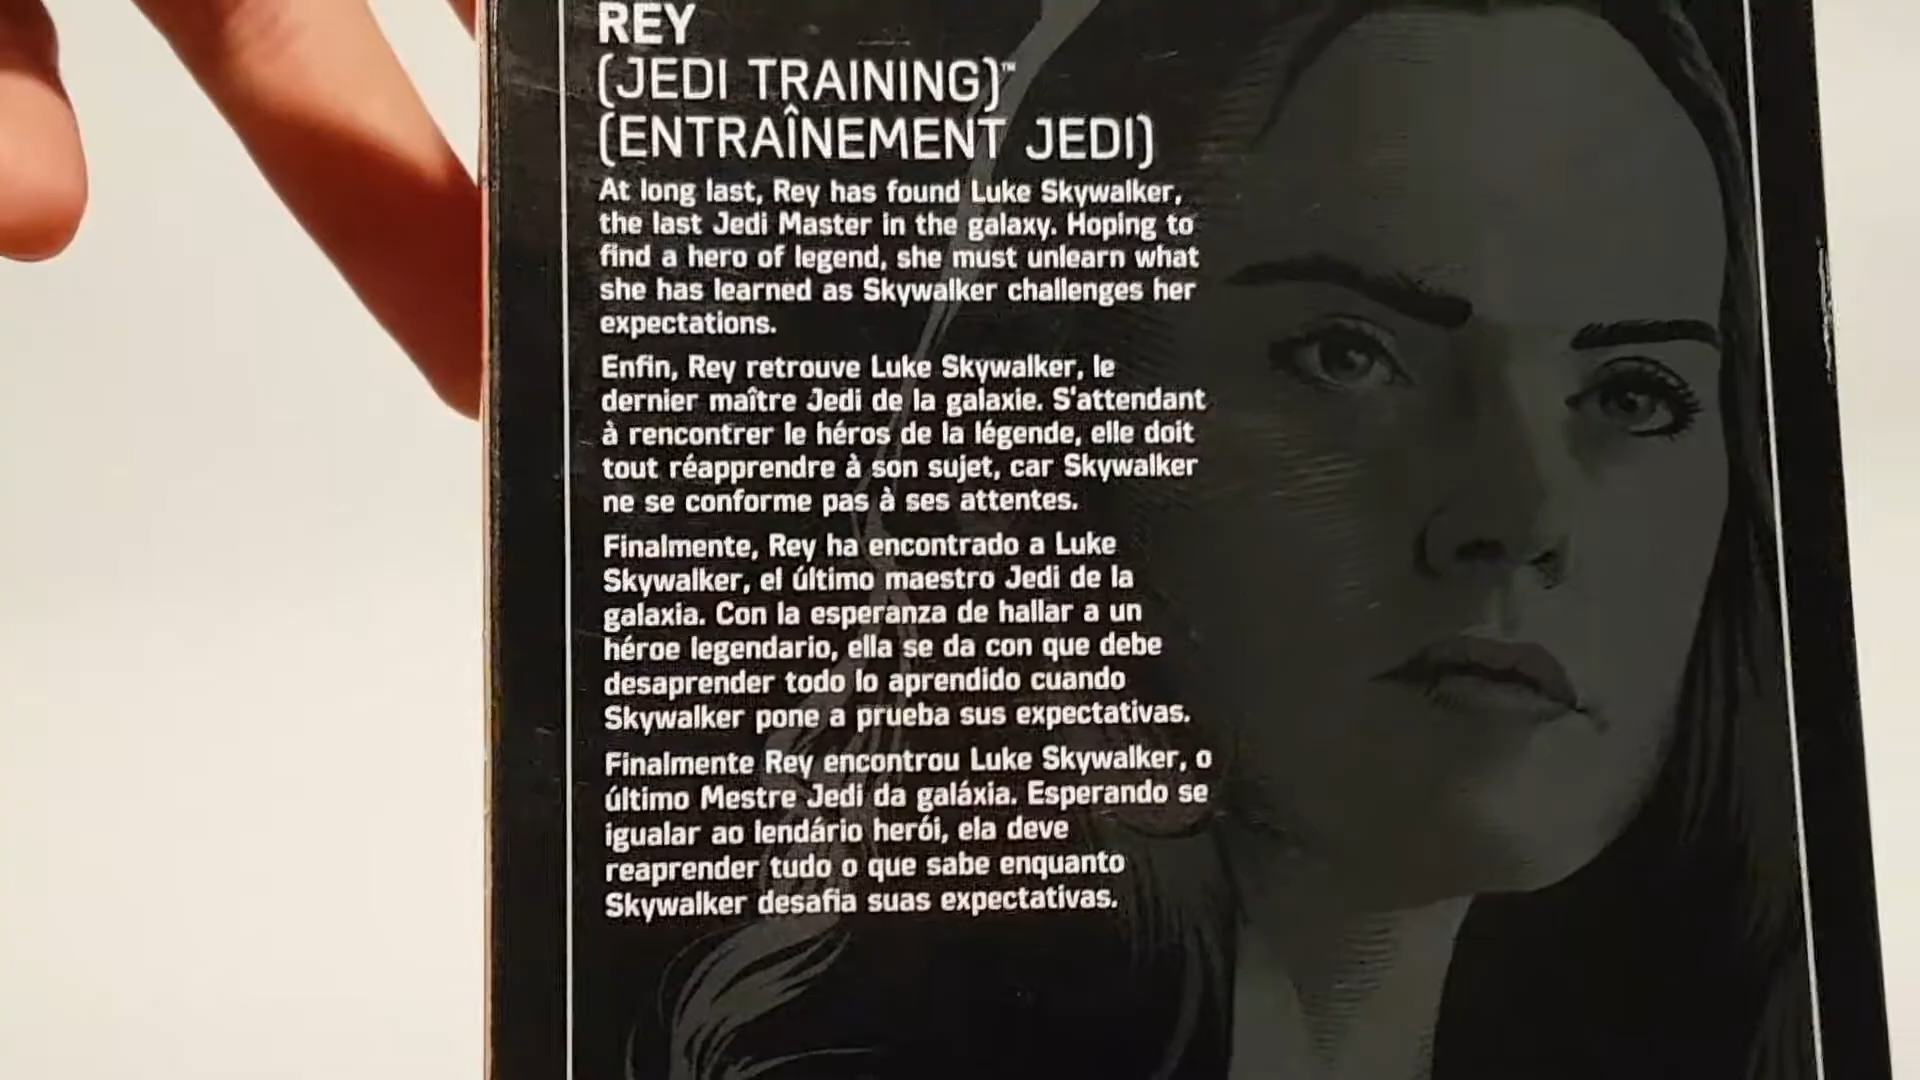 REY
(JEDI TRAINING)™
(ENTRAÎNEMENT JEDI)
At long last, Rey has found Luke Skywalker,
the last Jedi Master in the galaxy. Hoping to
find a hero of legend, she must unlearn what
she has learned as Skywalker challenges her
expectations.
Enfin, Rey retrouve Luke Skywalker, le
dernier maître Jedi de la galaxie. S'attendant
à rencontrer le héros de la légende, elle doit
tout réapprendre à son sujet, car Skywalker
ne se conforme pas à ses attentes.
Finalmente, Rey ha encontrado a Luke
Skywalker, el último maestro Jedi de la
galaxia. Con la esperanza de hallar a un
héroe legendario, ella se da con que debe
desaprender todo lo aprendido cuando
Skywalker pone a prueba sus expectativas.
Finalmente Rey encontrou Luke Skywalker, o
último Mestre Jedi da galáxia. Esperando se
igualar ao lendário herói, ela deve
reaprender tudo o que sabe enquanto
Skywalker desafia suas expectativas.